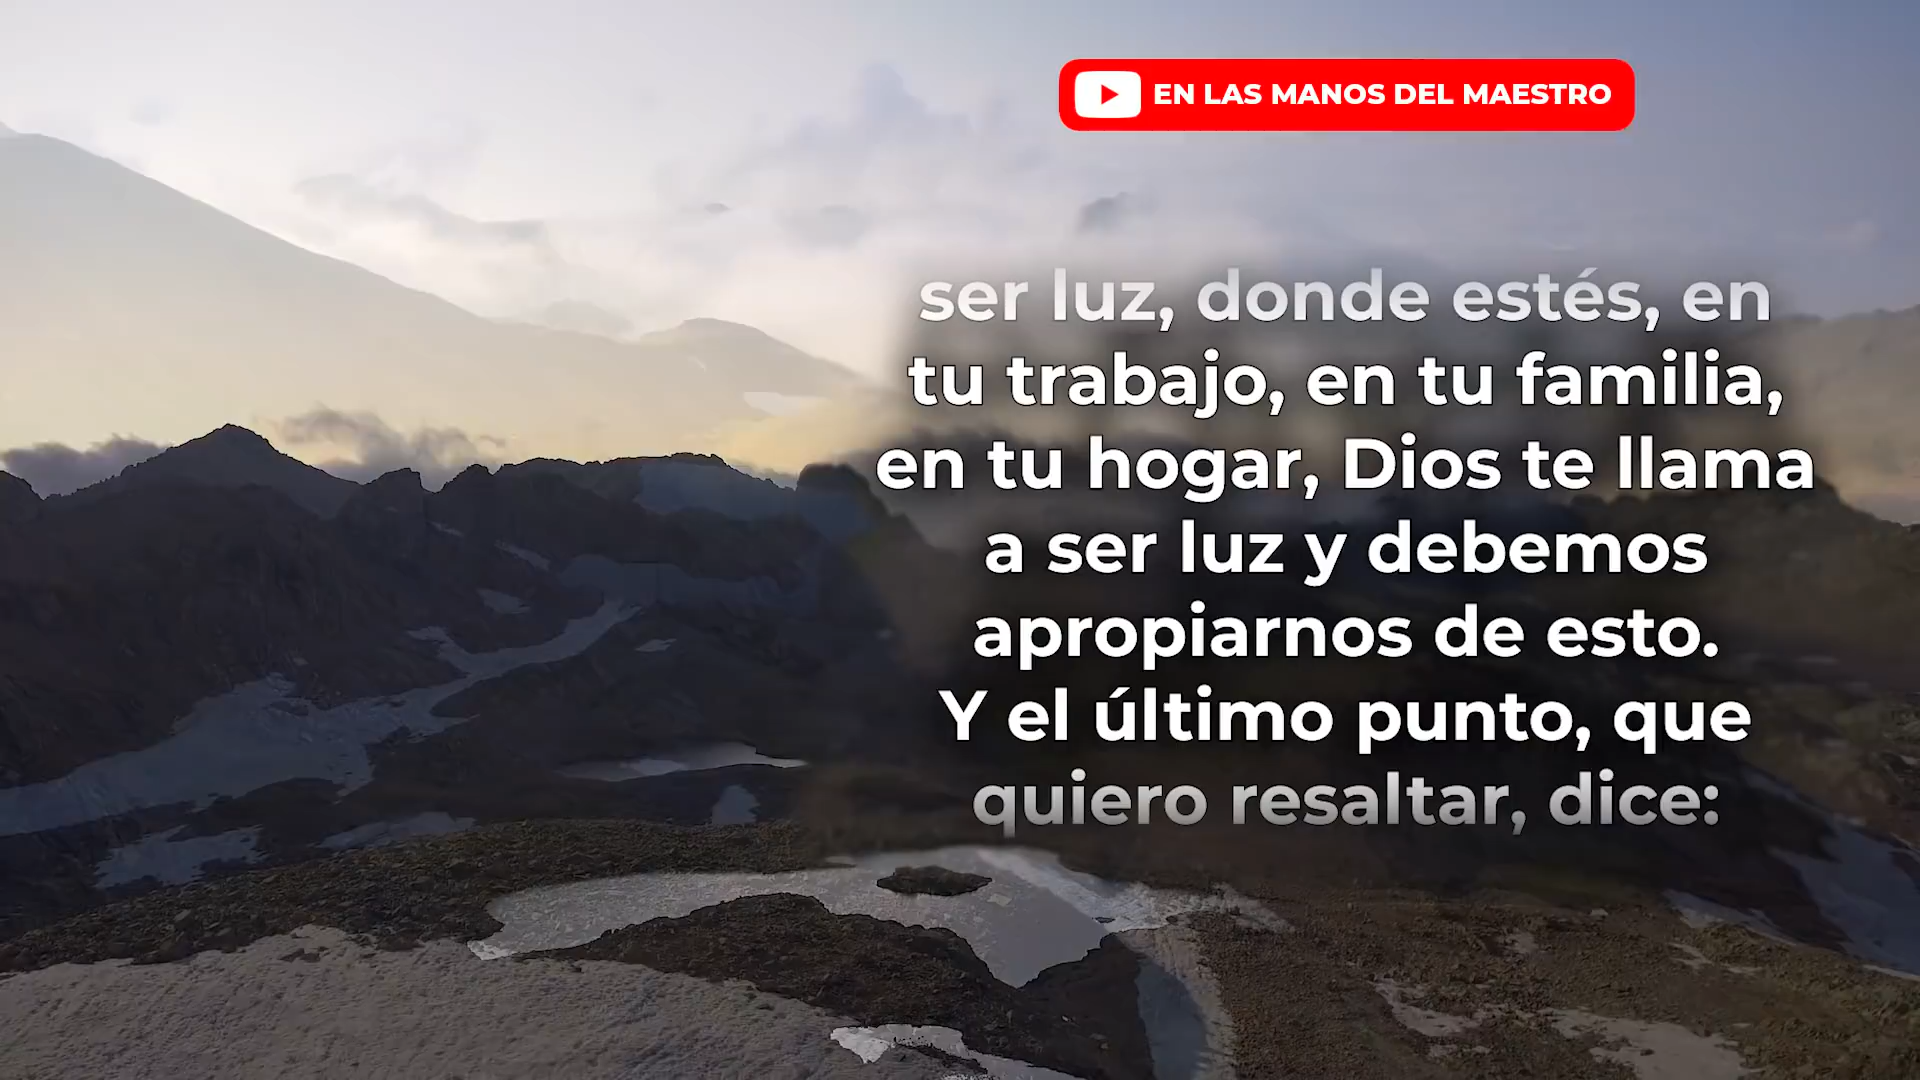 EN LAS MANOS DEL MAESTRO
ser luz, donde estés, en
tu trabajo, en tu familia,
en tu hogar, Dios te llama
a ser luz y debemos
apropiarnos de esto.
Y el último punto, que
quiero resaltar, dice: